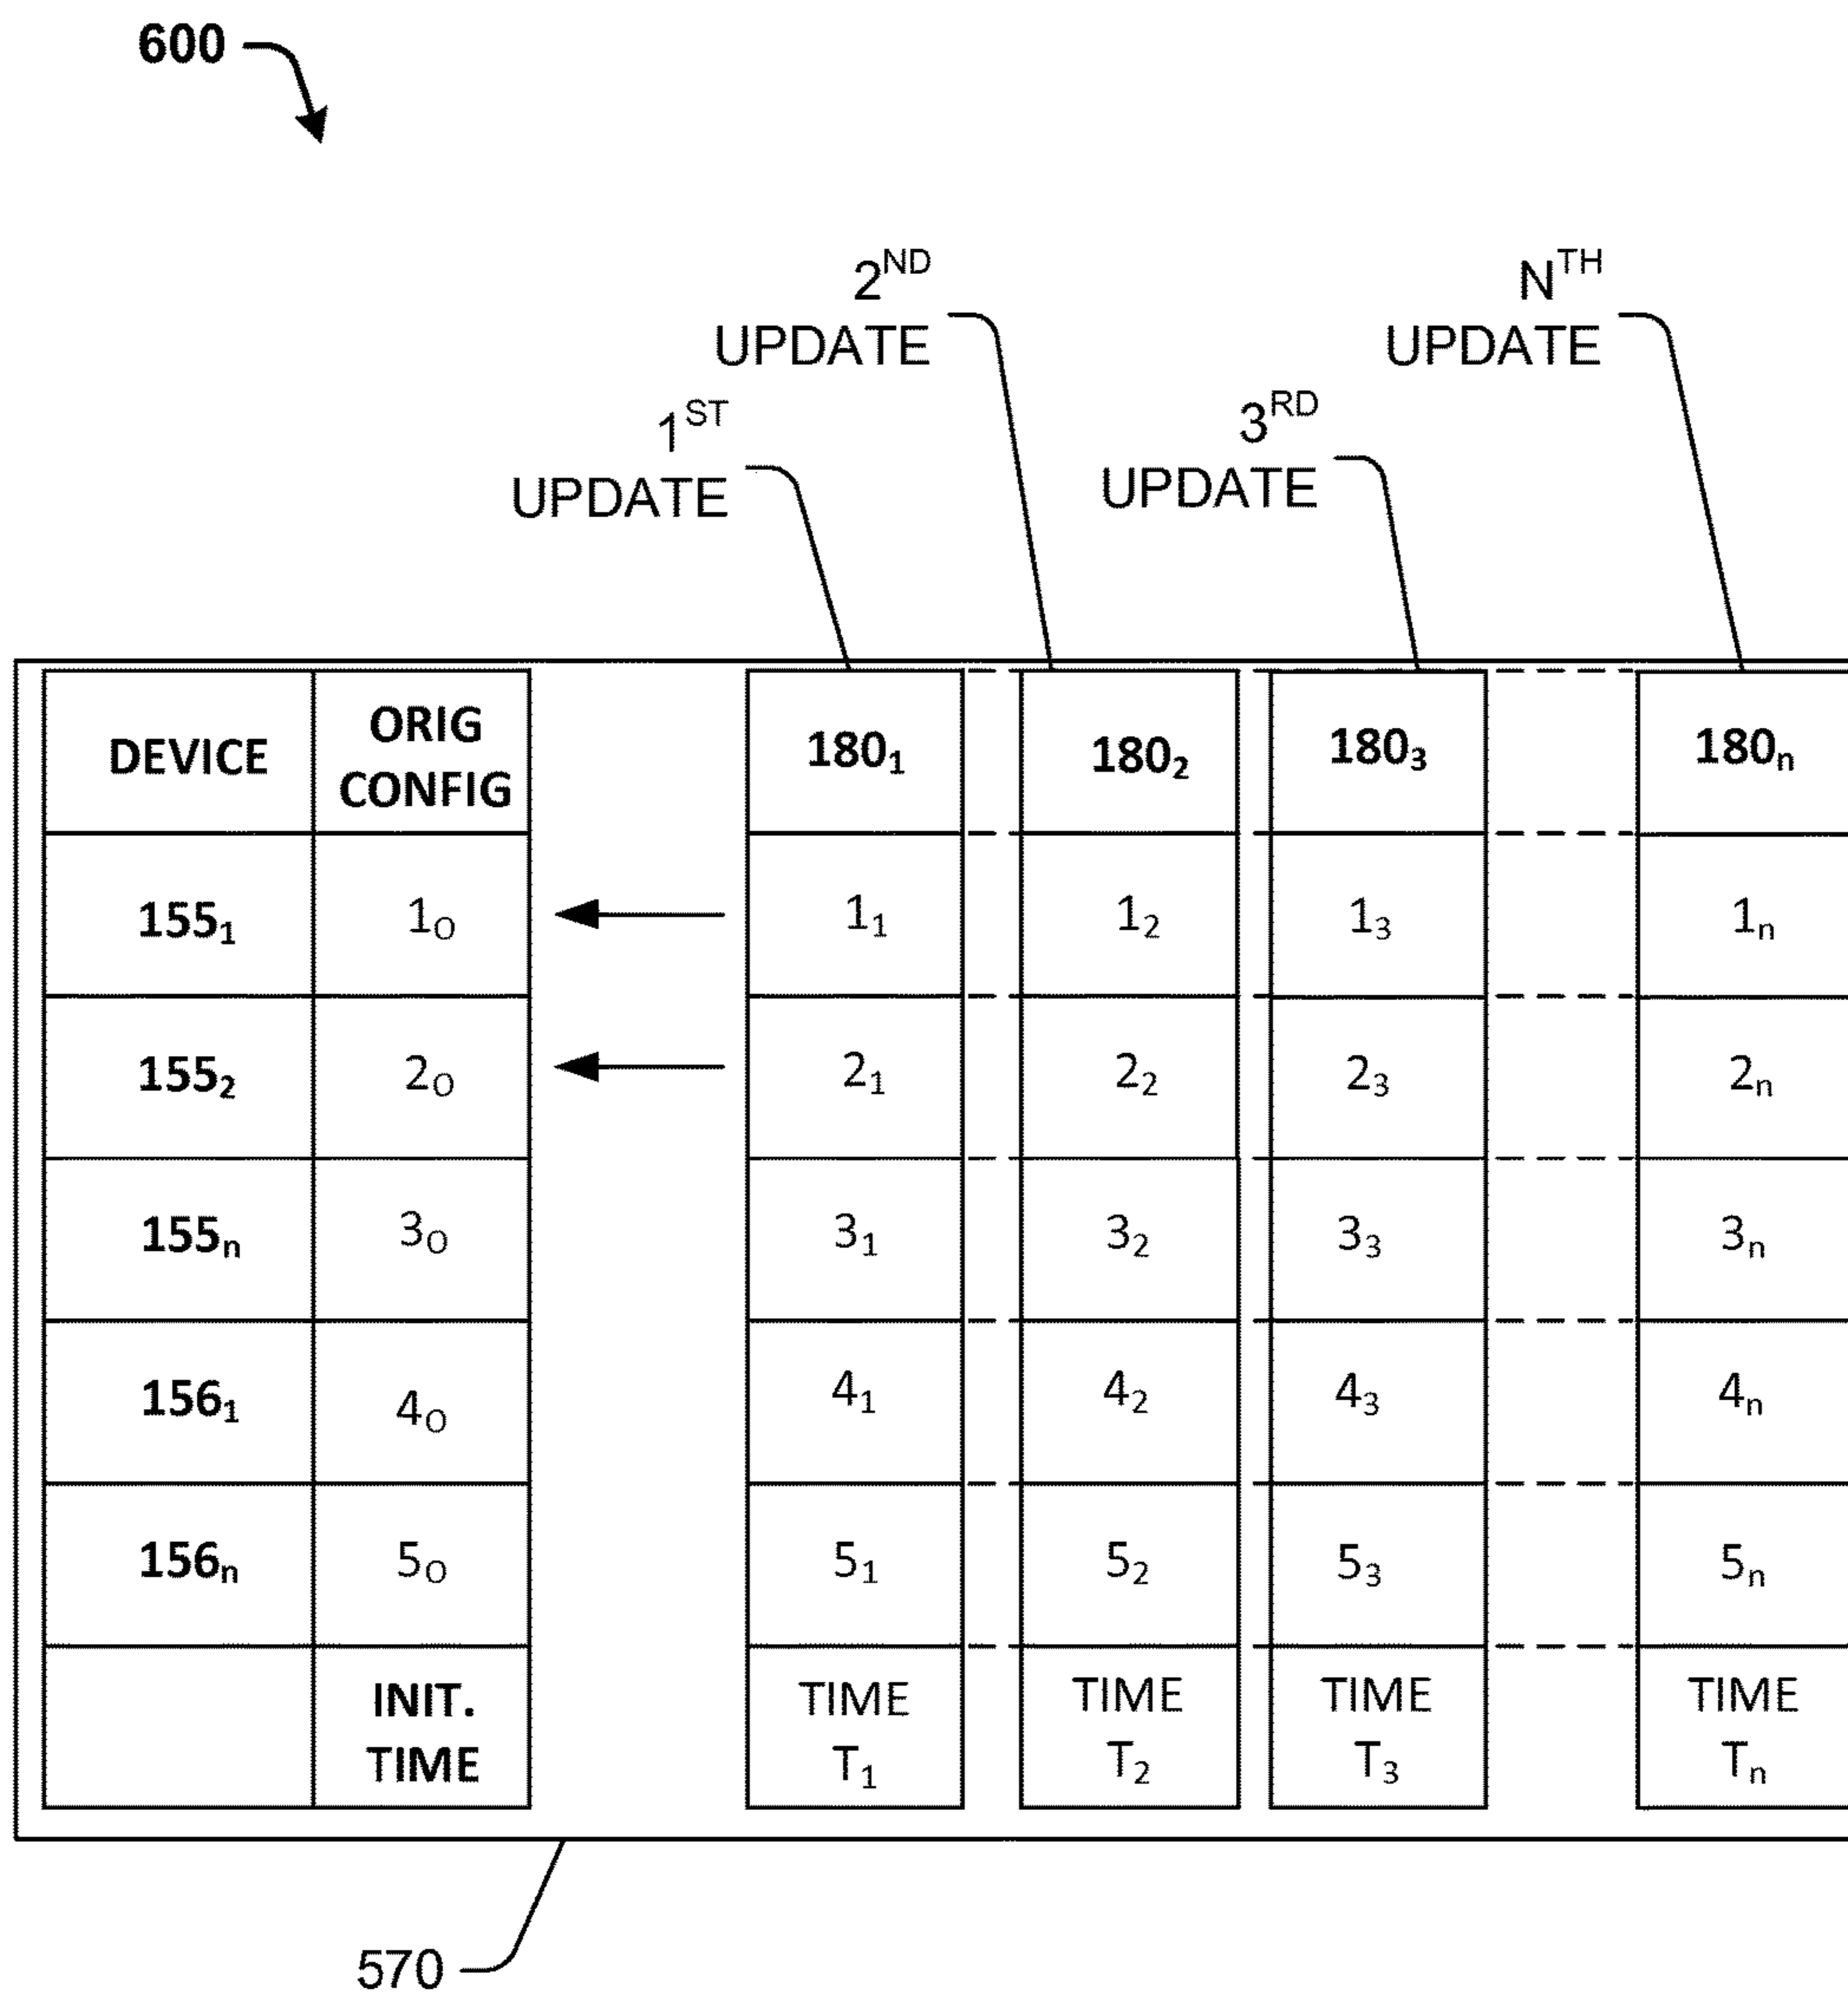 600
2ND
UPDATE
NTH
UPDATE
1ST
UPDATE
3RD
UPDATE
DEVICE ORIG CONFIG 180₁ 180₂ 180₃ 180ₙ
155₁ 1₀ 1₁ 1₂ 1₃ 1ₙ
155₂ 2₀ 2₁ 2₂ 2₃ 2ₙ
155ₙ 3₀ 3₁ 3₂ 3₃ 3ₙ
156₁ 4₀ 4₁ 4₂ 4₃ 4ₙ
156ₙ 5₀ 5₁ 5₂ 5₃ 5ₙ
INIT. TIME TIME T₁ TIME T₂ TIME T₃ TIME Tₙ
570